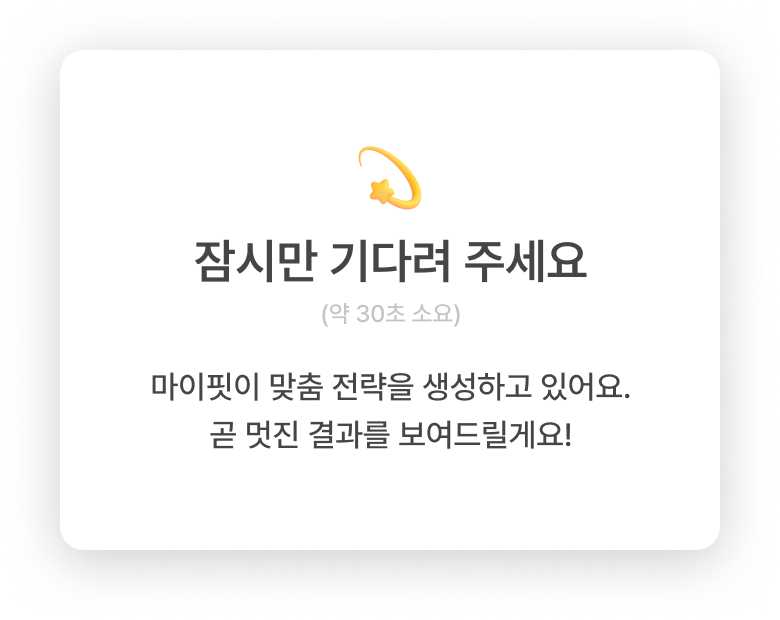 잠시만 기다려 주세요
(약 30초 소요)
마이핏이 맞춤 전략을 생성하고 있어요.
곧 멋진 결과를 보여드릴게요!